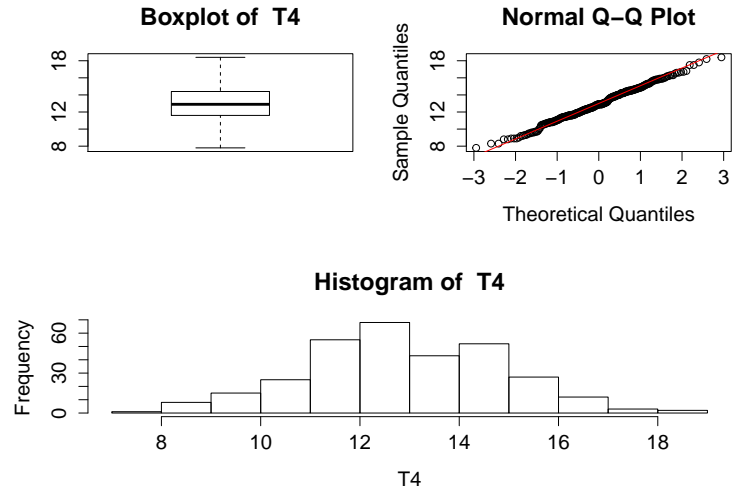 Boxplot of  T4
18
12
8
Normal Q−Q Plot
Sample Quantiles
18
12
8
−3 −2 −1 0 1 2 3
Theoretical Quantiles
Histogram of  T4
Frequency
60
30
0
8 10 12 14 16 18
T4